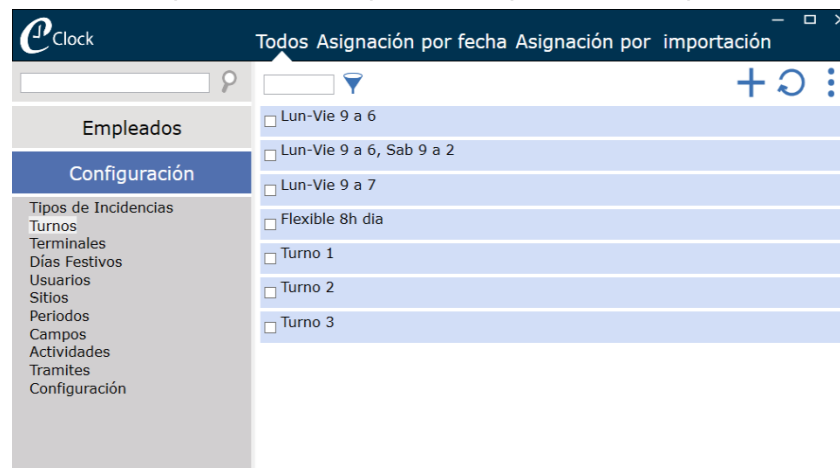 eClock
Todos Asignación por fecha Asignación por importación
Empleados
Configuración
Tipos de Incidencias
Turnos
Terminales
Días Festivos
Usuarios
Sitios
Periodos
Campos
Actividades
Tramites
Configuración
Lun-Vie 9 a 6
Lun-Vie 9 a 6, Sab 9 a 2
Lun-Vie 9 a 7
Flexible 8h dia
Turno 1
Turno 2
Turno 3